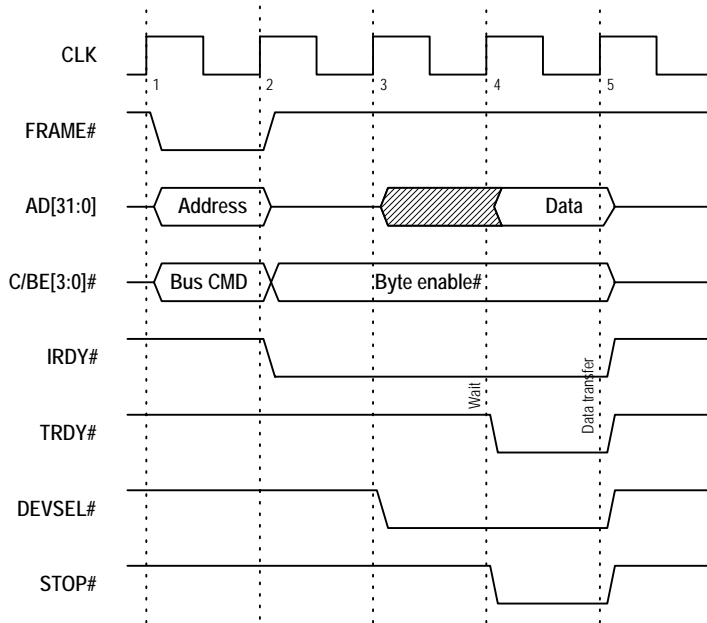 CLK
1 2 3 4 5
FRAME#
AD[31:0] Address Data
C/BE[3:0]# Bus CMD Byte enable#
IRDY#
Wait
Data transfer
TRDY#
DEVSEL#
STOP#